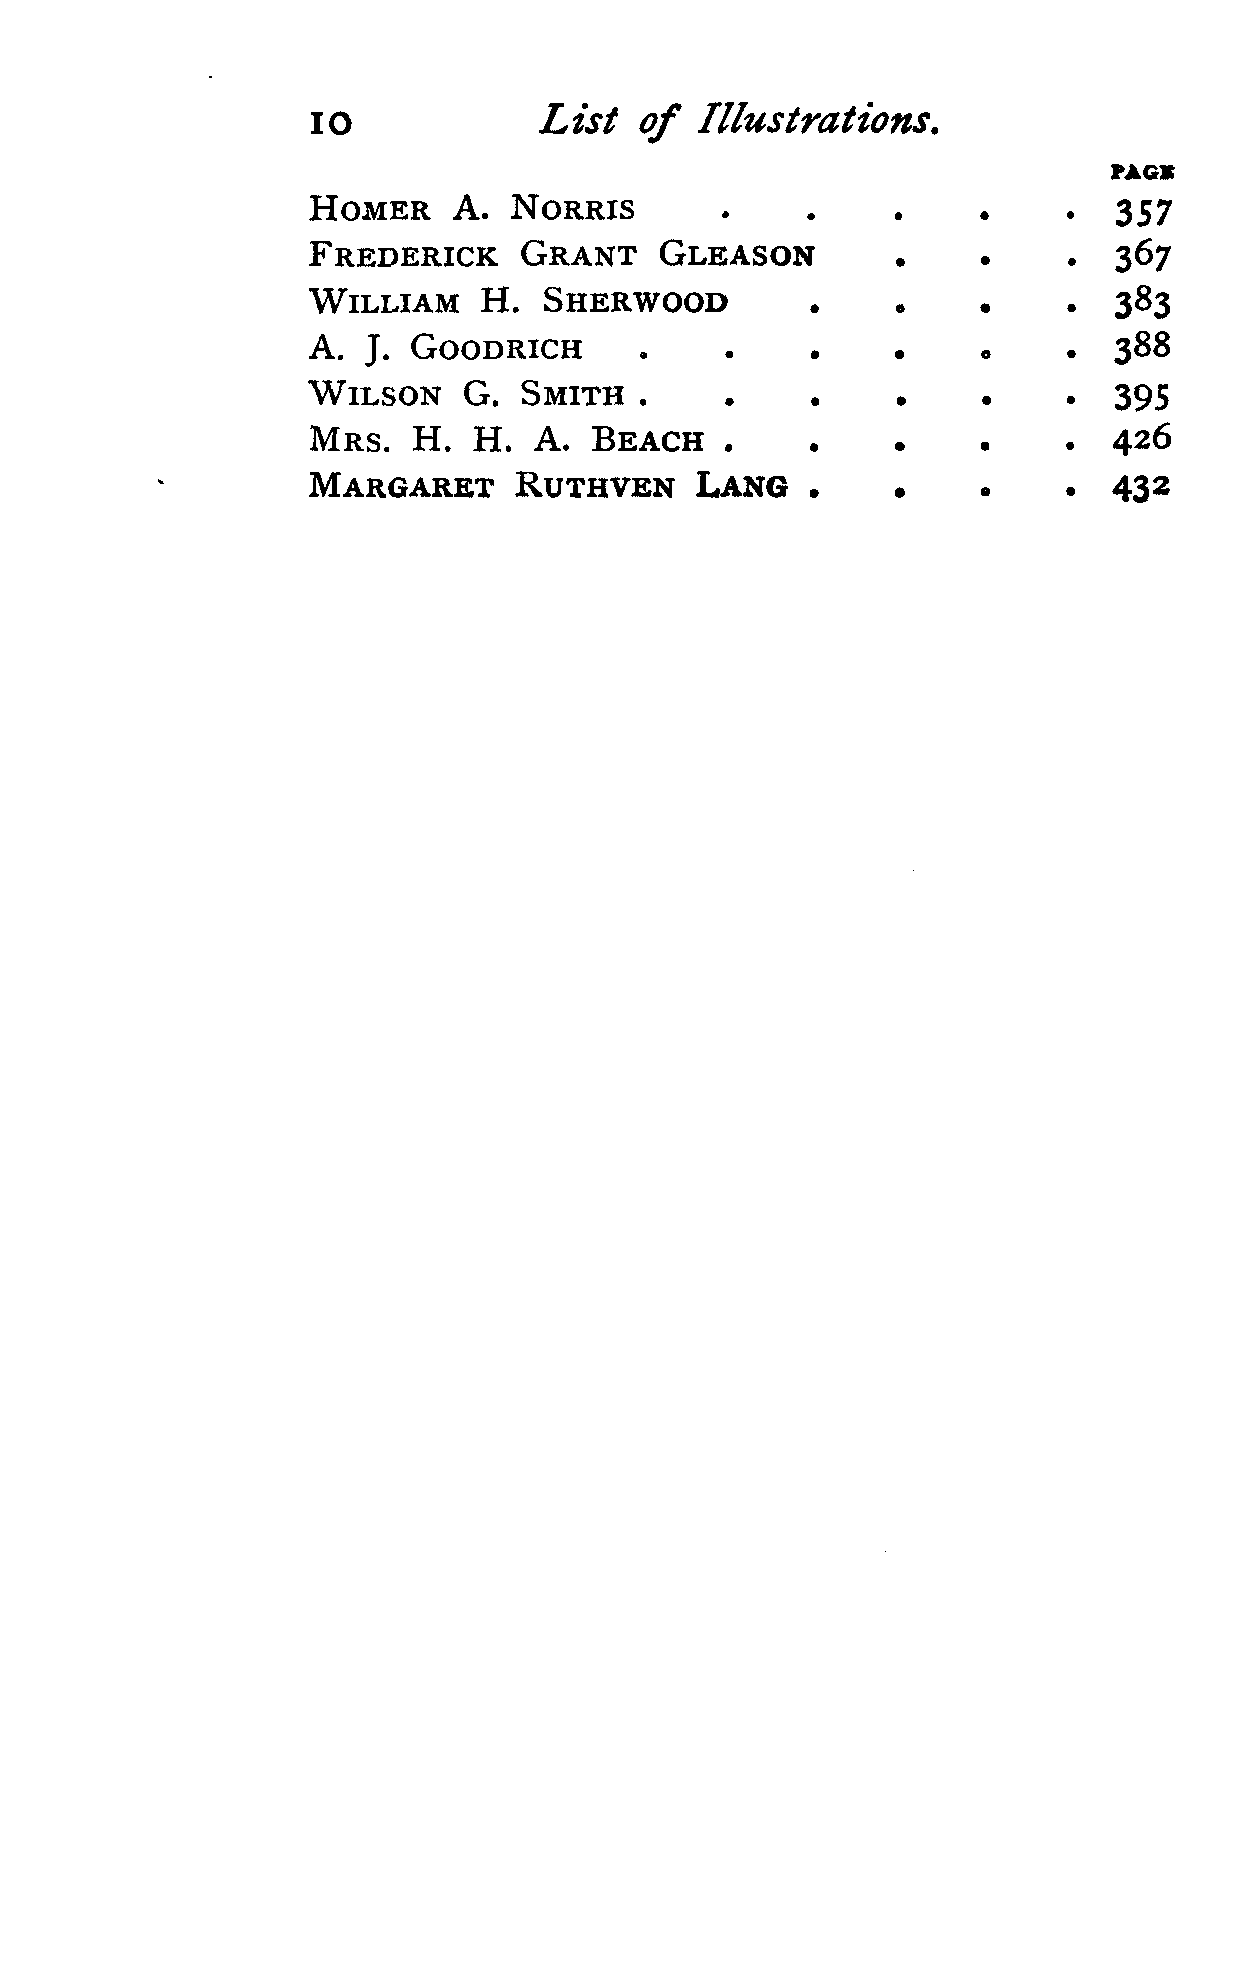 10 List of Illustrations.
PAGE
HOMER A. NORRIS . . . . . 357
FREDERICK GRANT GLEASON . . . 367
WILLIAM H. SHERWOOD . . . . 383
A. J. GOODRICH . . . . . . 388
WILSON G. SMITH . . . . . . 395
MRS. H. H. A. BEACH . . . . . 426
MARGARET RUTHVEN LANG . . . . 432